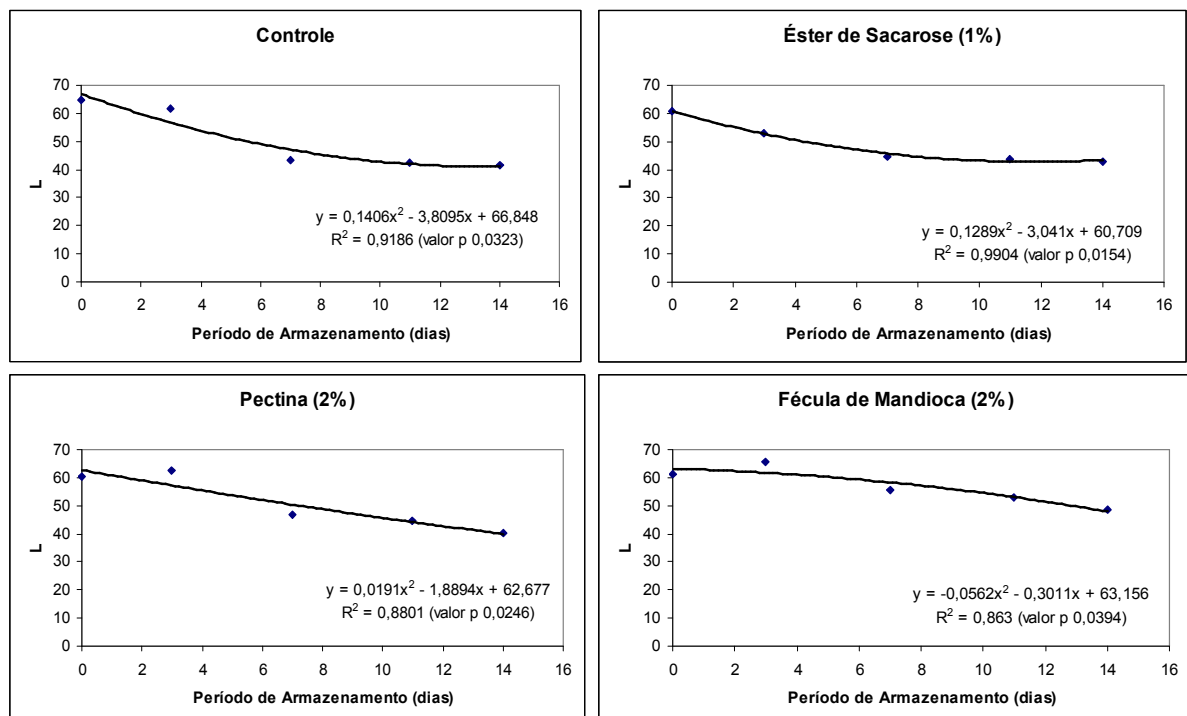 Controle
70
60
50
40
30
20
10
0
L
y = 0,1406x² - 3,8095x + 66,848
R² = 0,9186 (valor p 0,0323)
0 2 4 6 8 10 12 14 16
Período de Armazenamento (dias)
Éster de Sacarose (1%)
70
60
50
40
30
20
10
0
L
y = 0,1289x² - 3,041x + 60,709
R² = 0,9904 (valor p 0,0154)
0 2 4 6 8 10 12 14 16
Período de Armazenamento (dias)
Pectina (2%)
70
60
50
40
30
20
10
0
L
y = 0,0191x² - 1,8894x + 62,677
R² = 0,8801 (valor p 0,0246)
0 2 4 6 8 10 12 14 16
Período de Armazenamento (dias)
Fécula de Mandioca (2%)
70
60
50
40
30
20
10
0
L
y = -0,0562x² - 0,3011x + 63,156
R² = 0,863 (valor p 0,0394)
0 2 4 6 8 10 12 14 16
Período de Armazenamento (dias)